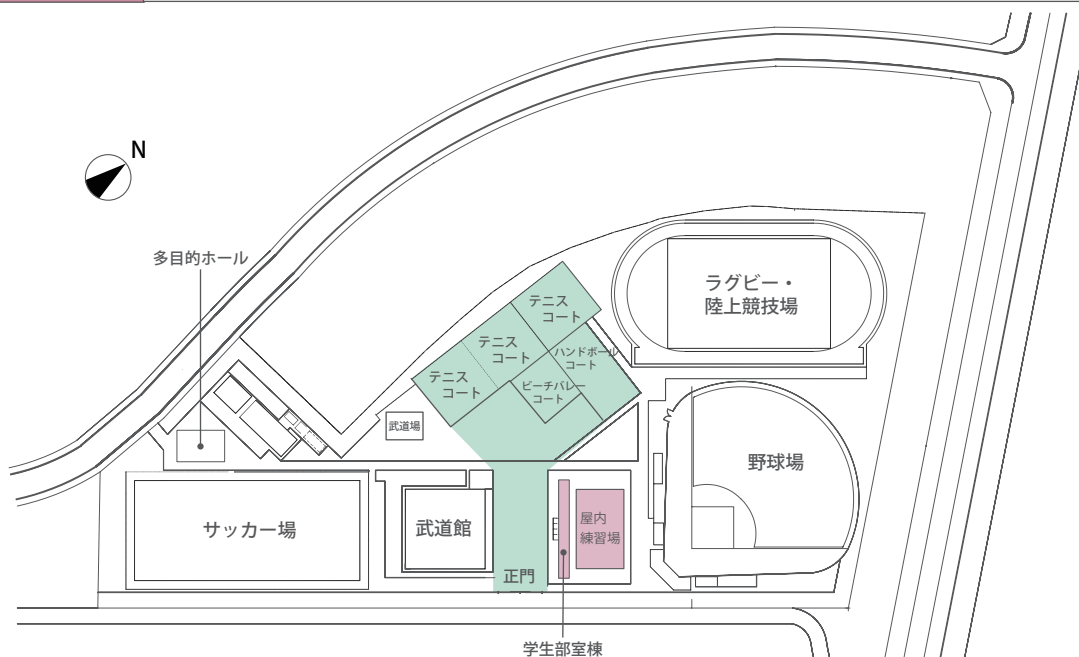 N
多目的ホール
ラグビー・
陸上競技場
テニス
コート
テニス
コート
テニス
コート
ハンドボール
コート
ビーチバレー
コート
武道場
野球場
サッカー場
武道館
屋内
練習場
正門
学生部室棟